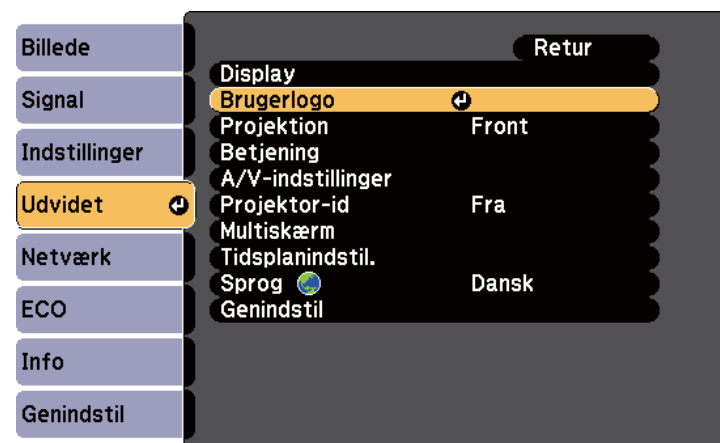 Billede
Signal
Indstillinger
Udvidet
Netværk
ECO
Info
Genindstil
Retur
Display
Brugerlogo
Projektion Front
Betjening
A/V-indstillinger
Projektor-id Fra
Multiskærm
Tidsplanindstil.
Sprog Dansk
Genindstil